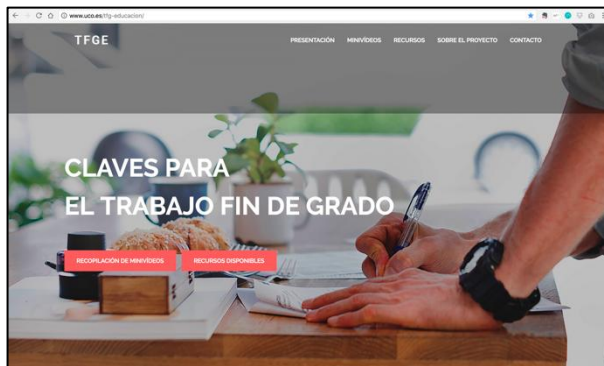 www.uco.es/tfg-educacion/
TFGE
PRESENTACIÓN MINIVÍDEOS RECURSOS SOBRE EL PROYECTO CONTACTO
CLAVES PARA
EL TRABAJO FIN DE GRADO
RECOPILACIÓN DE MINIVÍDEOS RECURSOS DISPONIBLES